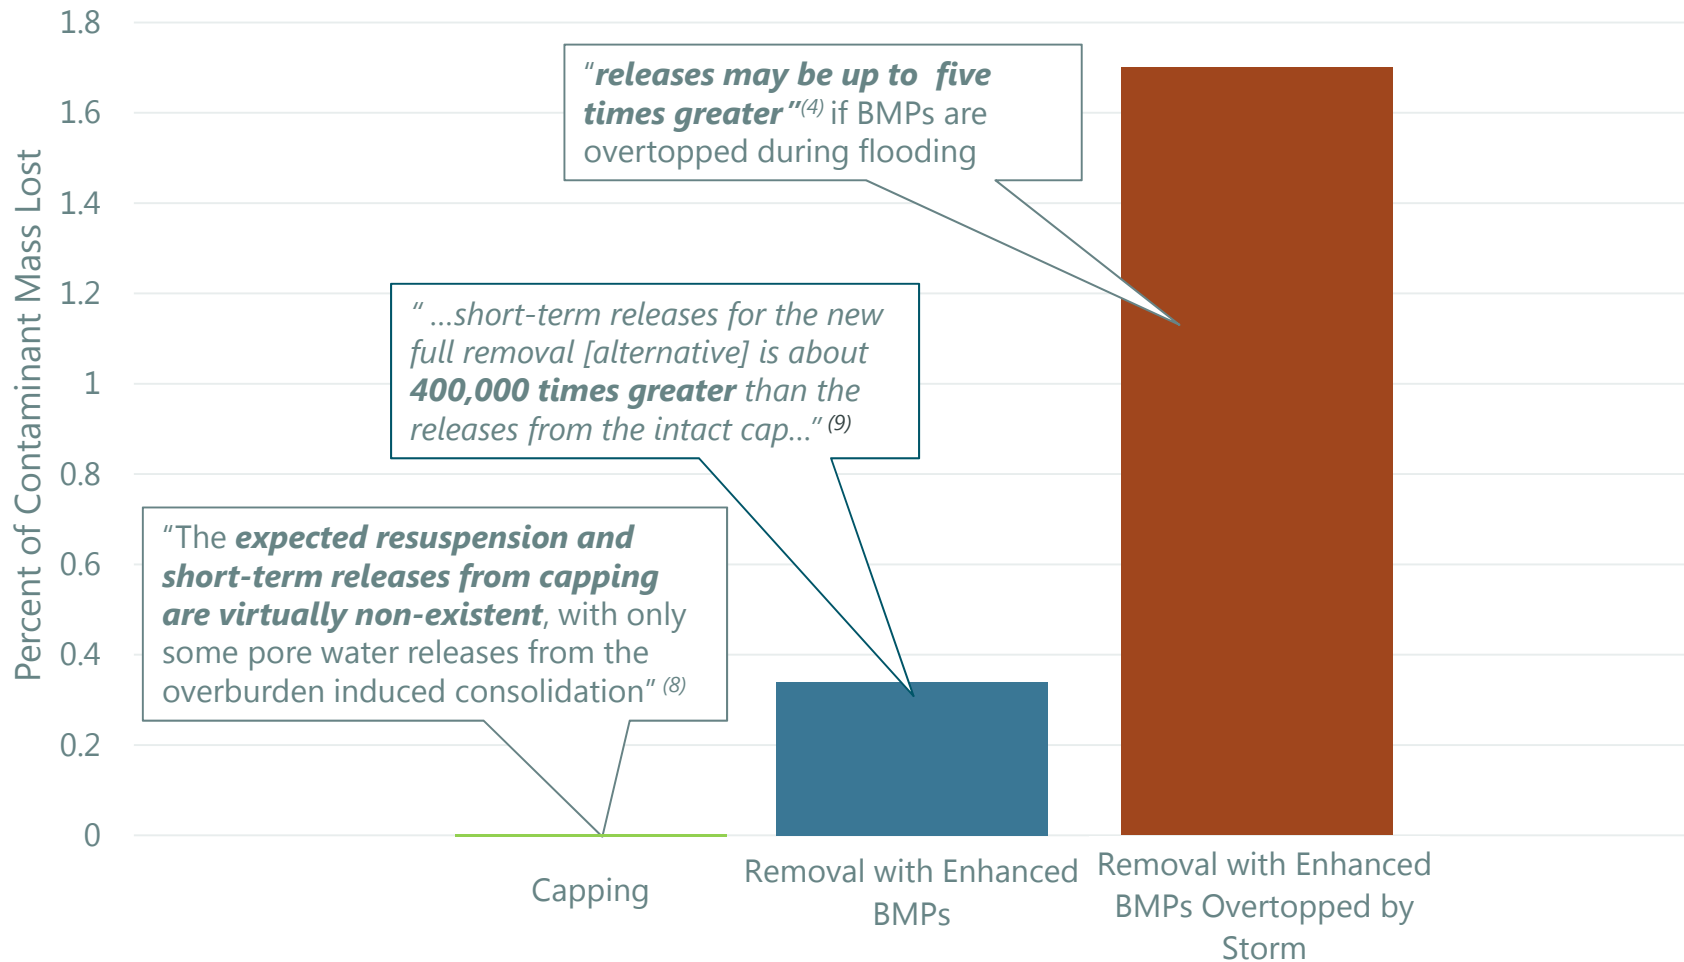 Percent of Contaminant Mass Lost
1.8
1.6
1.4
1.2
1
0.8
0.6
0.4
0.2
0
"releases may be up to five
times greater"(4) if BMPs are
overtopped during flooding
" …short-term releases for the new
full removal [alternative] is about
400,000 times greater than the
releases from the intact cap…" (9)
"The expected resuspension and
short-term releases from capping
are virtually non-existent, with only
some pore water releases from the
overburden induced consolidation" (8)
Capping
Removal with Enhanced
BMPs
Removal with Enhanced
BMPs Overtopped by
Storm